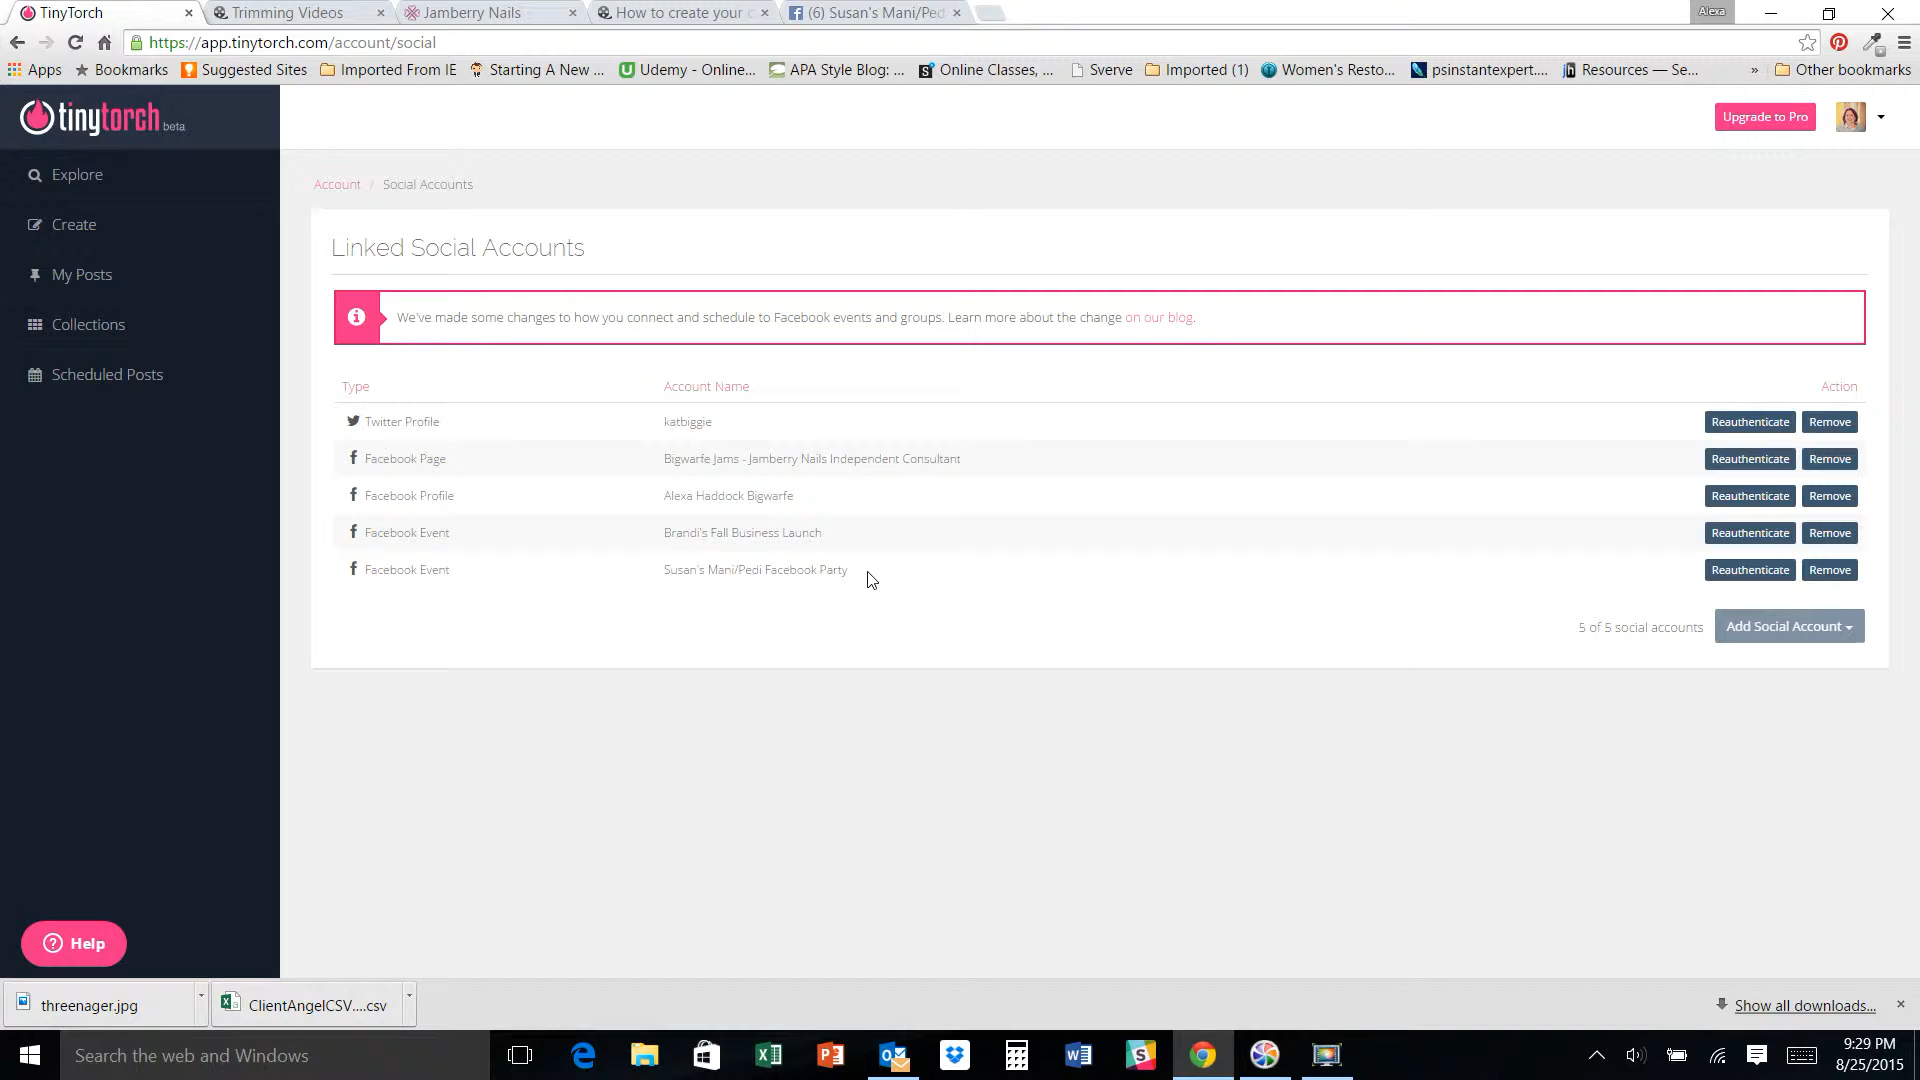 TinyTorch
Trimming Videos
Jamberry Nails
How to create your c
(6) Susan's Mani/Ped
Alexa
https://app.tinytorch.com/account/social
Apps
Bookmarks
Suggested Sites
Imported From IE
Starting A New ...
Udemy - Online...
APA Style Blog: ...
Online Classes, ...
Sverve
Imported (1)
Women's Resto...
psinstantexpert....
Resources — Se...
»
Other bookmarks
tinytorch beta
Upgrade to Pro
Explore
Create
My Posts
Collections
Scheduled Posts
Account / Social Accounts
Linked Social Accounts
We've made some changes to how you connect and schedule to Facebook events and groups. Learn more about the change on our blog.
Type Account Name Action
Twitter Profile katbiggie Reauthenticate Remove
Facebook Page Bigwarfe Jams - Jamberry Nails Independent Consultant Reauthenticate Remove
Facebook Profile Alexa Haddock Bigwarfe Reauthenticate Remove
Facebook Event Brandi's Fall Business Launch Reauthenticate Remove
Facebook Event Susan's Mani/Pedi Facebook Party Reauthenticate Remove
5 of 5 social accounts Add Social Account
Help
threenager.jpg
ClientAngelCSV....csv
Show all downloads...
Search the web and Windows
9:29 PM
8/25/2015